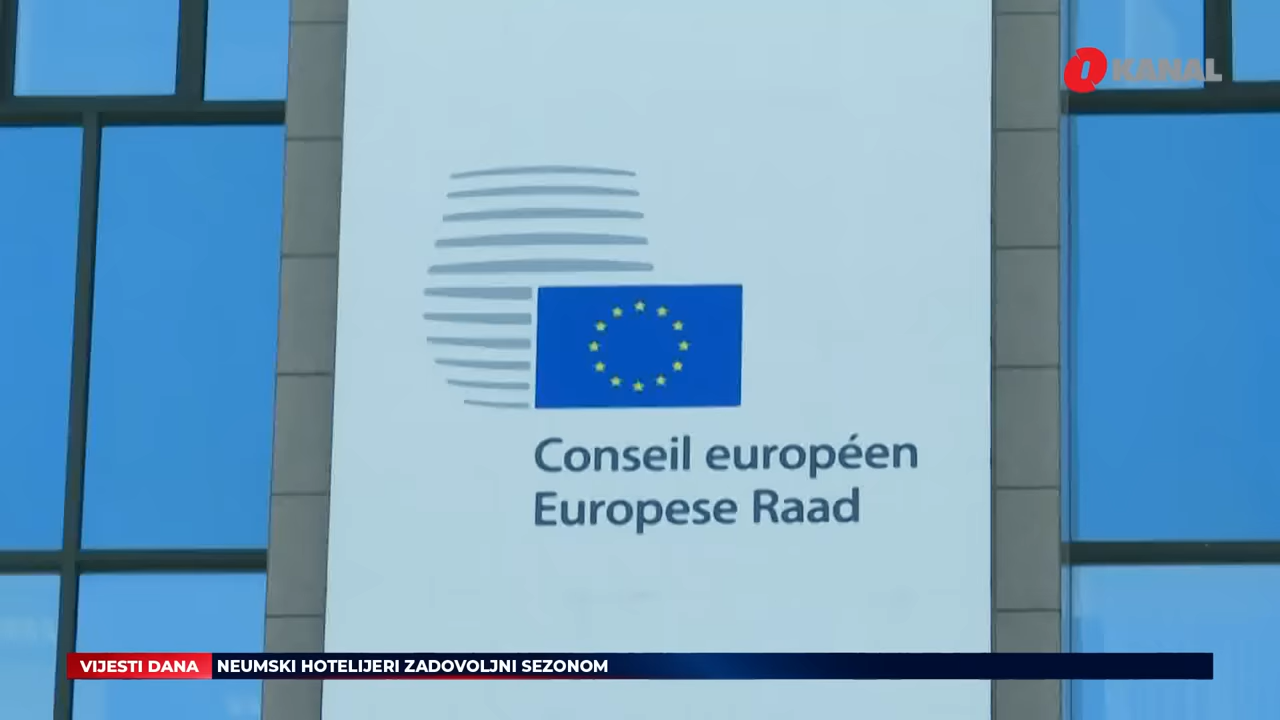 O KANAL
Conseil européen
Europese Raad
VIJESTI DANA NEUMSKI HOTELIJERI ZADOVOLJNI SEZONOM